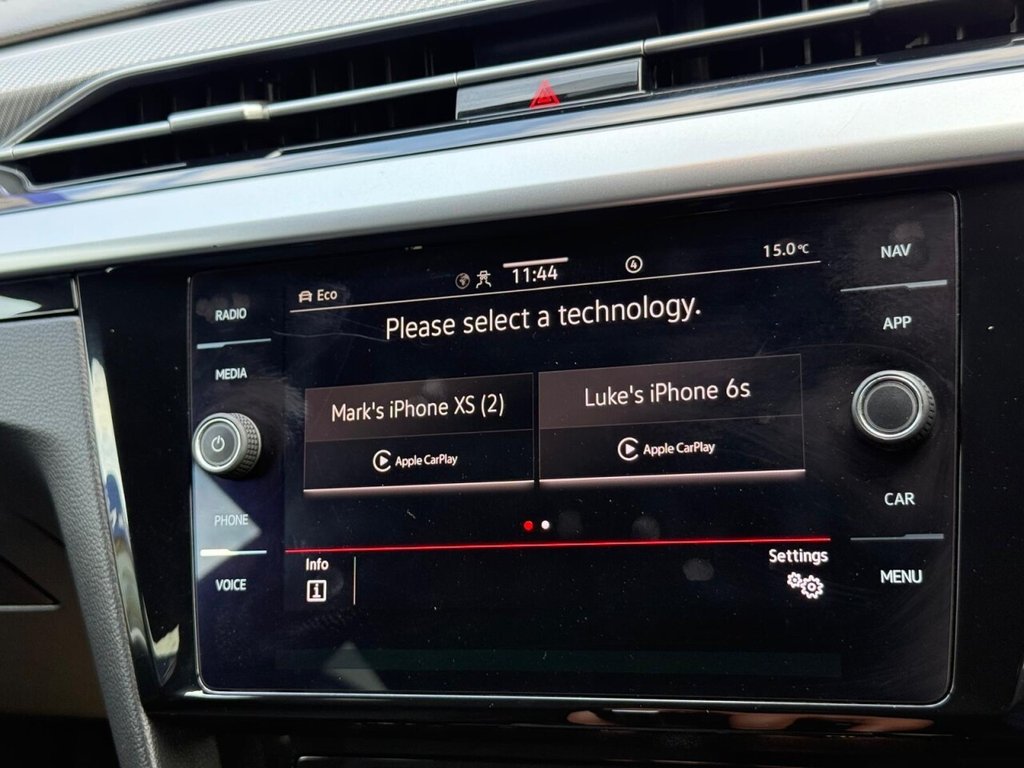 Eco
11:44
4
15.0°C
Please select a technology.
Mark's iPhone XS (2)
Apple CarPlay
Luke's iPhone 6s
Apple CarPlay
Info
i
Settings
RADIO
MEDIA
PHONE
VOICE
NAV
APP
CAR
MENU